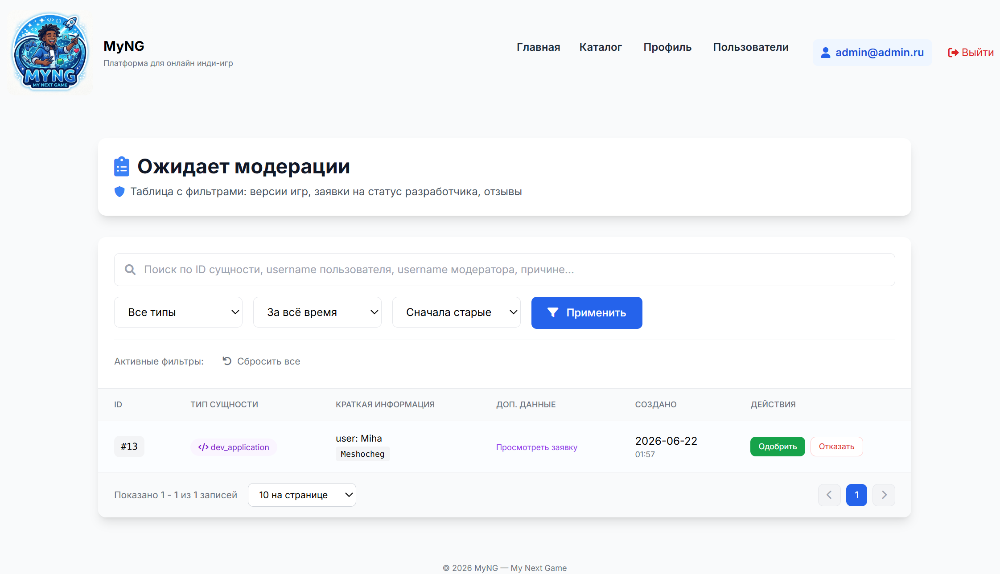 MYNG
MY NEXT GAME
MyNG
Платформа для онлайн инди-игр
Главная
Каталог
Профиль
Пользователи
admin@admin.ru
Выйти
Ожидает модерации
Таблица с фильтрами: версии игр, заявки на статус разработчика, отзывы
Поиск по ID сущности, username пользователя, username модератора, причине...
Все типы
За всё время
Сначала старые
Применить
Активные фильтры:
Сбросить все
ID
ТИП СУЩНОСТИ
КРАТКАЯ ИНФОРМАЦИЯ
ДОП. ДАННЫЕ
СОЗДАНО
ДЕЙСТВИЯ
#13
dev_application
user: Miha
Meshocheg
Просмотреть заявку
2026-06-22
01:57
Одобрить
Отказать
Показано 1 - 1 из 1 записей
10 на странице
1
© 2026 MyNG — My Next Game